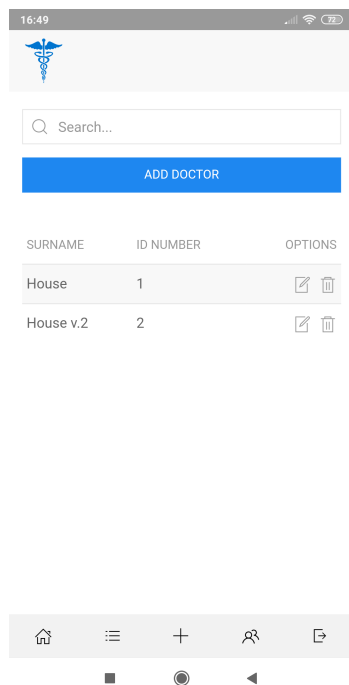 16:49
72
Search...
ADD DOCTOR
SURNAME ID NUMBER OPTIONS
House 1
House v.2 2